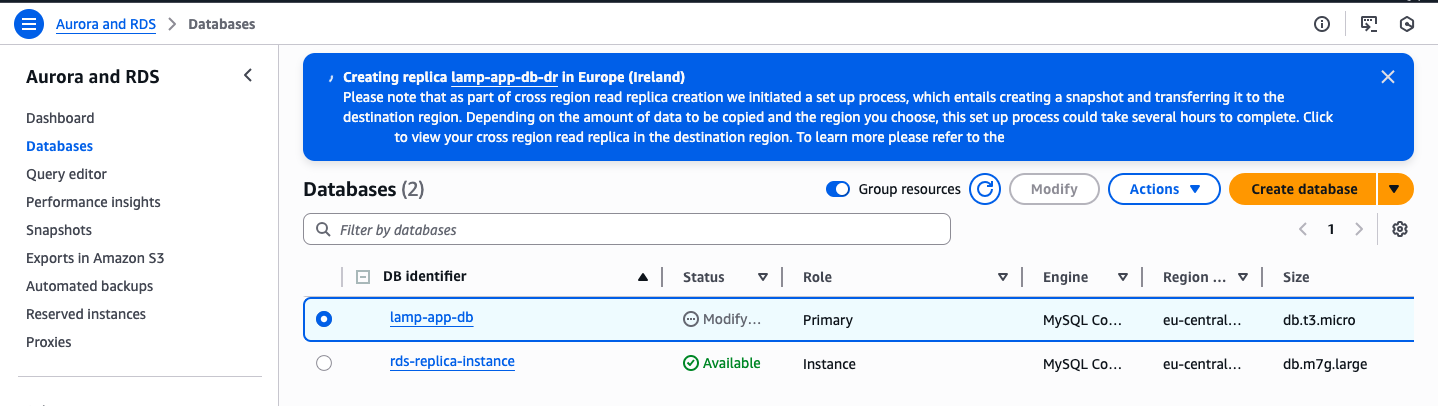 Aurora and RDS > Databases
Aurora and RDS
Dashboard
Databases
Query editor
Performance insights
Snapshots
Exports in Amazon S3
Automated backups
Reserved instances
Proxies
Creating replica lamp-app-db-dr in Europe (Ireland)
Please note that as part of cross region read replica creation we initiated a set up process, which entails creating a snapshot and transferring it to the
destination region. Depending on the amount of data to be copied and the region you choose, this set up process could take several hours to complete. Click
to view your cross region read replica in the destination region. To learn more please refer to the
Databases (2)
Group resources
Modify
Actions
Create database
Filter by databases
1
DB identifier Status Role Engine Region ... Size
lamp-app-db Modify... Primary MySQL Co... eu-central... db.t3.micro
rds-replica-instance Available Instance MySQL Co... eu-central... db.m7g.large